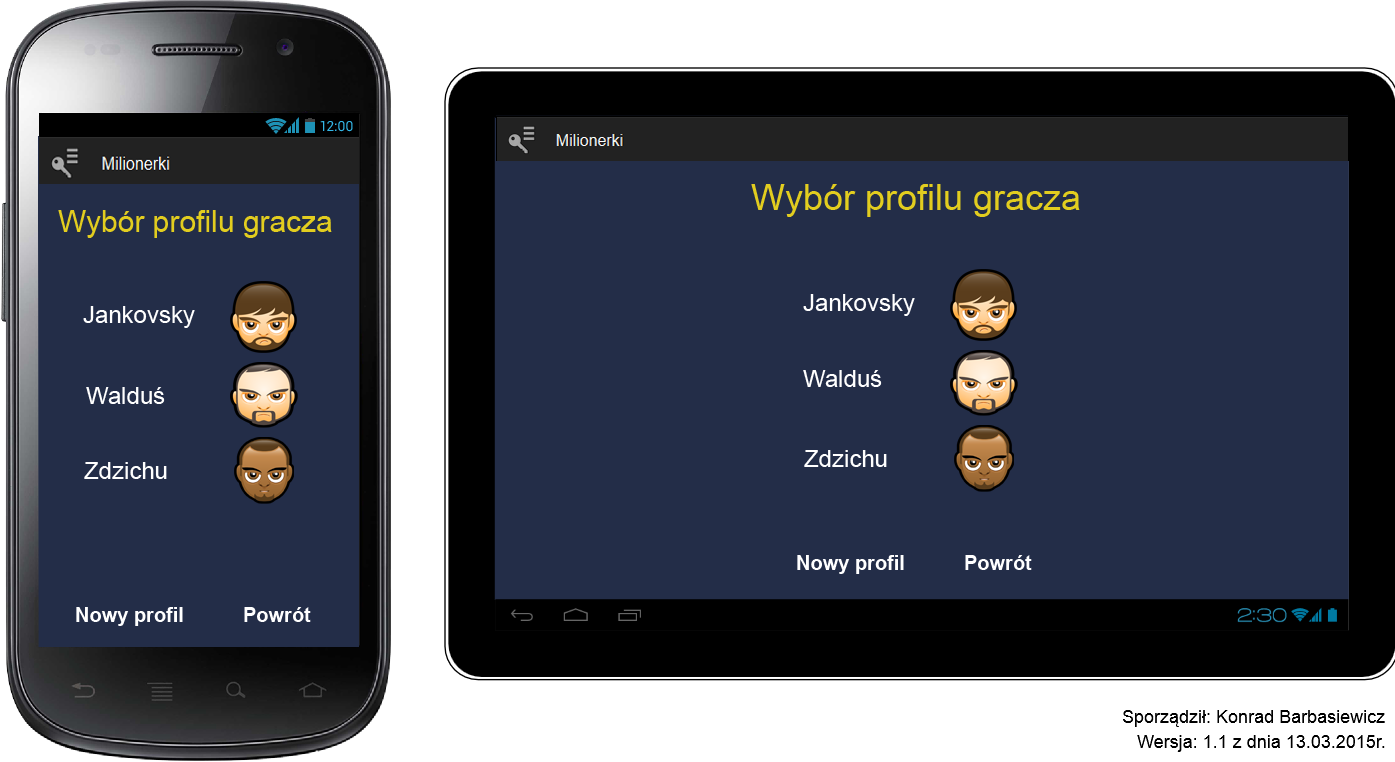 12:00
Milionerki
Wybór profilu gracza
Jankovsky
Walduś
Zdzichu
Nowy profil Powrót
Milionerki
Wybór profilu gracza
Jankovsky
Walduś
Zdzichu
Nowy profil Powrót
2:30
Sporządził: Konrad Barbasiewicz
Wersja: 1.1 z dnia 13.03.2015r.